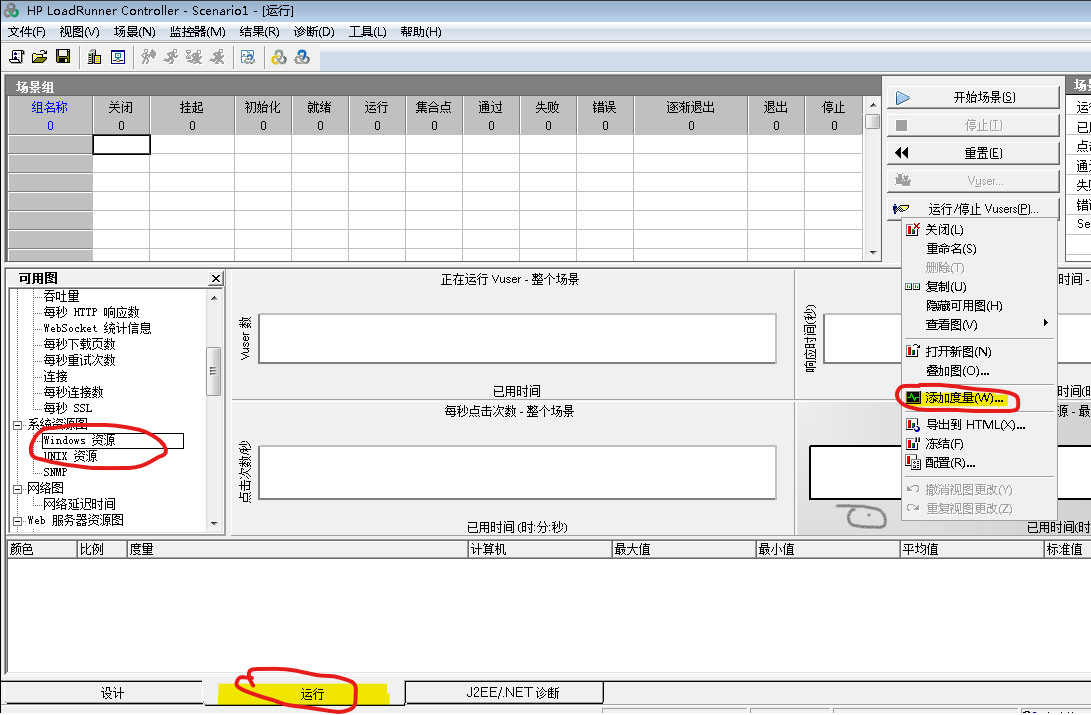 HP LoadRunner Controller - Scenario1 - [运行]
文件(F) 视图(V) 场景(N) 监控器(M) 结果(R) 诊断(D) 工具(L) 帮助(H)
场景组
组名称 关闭 挂起 初始化 就绪 运行 集合点 通过 失败 错误 逐渐退出 退出 停止
0 0 0 0 0 0 0 0 0 0 0 0 0
开始场景(S)
停止(I)
重置(E)
Vuser...
运行/停止 Vusers(P)...
场景
运行
已用
点击
通过
失败
错误
Se
关闭(L)
重命名(S)
删除(T)
复制(U)
隐藏可用图(H)
查看图(V)
打开新图(N)
叠加图(O)...
添加度量(W)...
导出到 HTML(X)...
冻结(F)
配置(R)...
撤消视图更改(Y)
重复视图更改(Z)
可用图
吞吐量
每秒 HTTP 响应数
WebSocket 统计信息
每秒下载页数
每秒重试次数
连接
每秒连接数
每秒 SSL
系统资源图
Windows 资源
UNIX 资源
SNMP
网络图
网络延迟时间
Web 服务器资源图
正在运行 Vuser - 整个场景
Vuser 数
已用时间
每秒点击次数 - 整个场景
点击次数/秒
已用时间 (时:分:秒)
响应时间(秒)
时间 -
时间(时
源 - 最
已用时间(时
颜色 比例 度量 计算机 最大值 最小值 平均值 标准值
设计 运行 J2EE/.NET 诊断